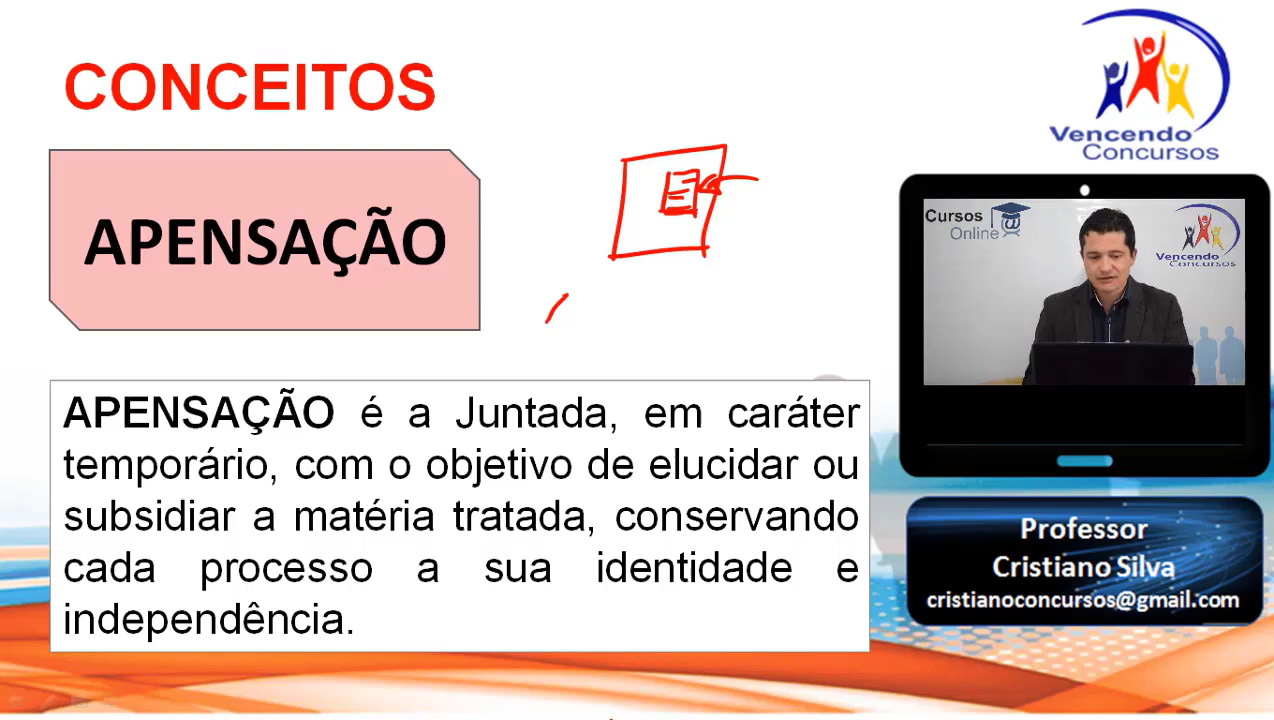 CONCEITOS
APENSAÇÃO
APENSAÇÃO é a Juntada, em caráter
temporário, com o objetivo de elucidar ou
subsidiar a matéria tratada, conservando
cada processo a sua identidade e
independência.
Vencendo
Concursos
Cursos
Online
Vencendo
Concursos
Professor
Cristiano Silva
cristianoconcursos@gmail.com